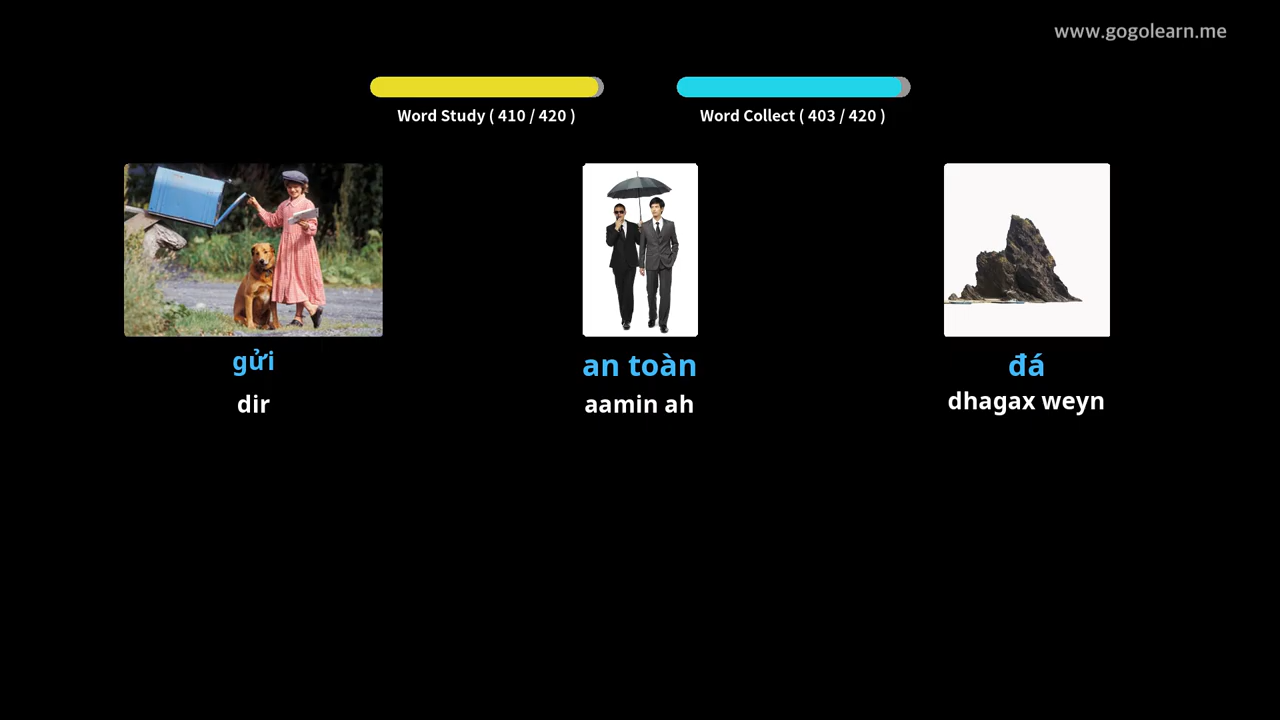 www.gogolearn.me
Word Study ( 410 / 420 )
Word Collect ( 403 / 420 )
gửi
an toàn
đá
dir
aamin ah
dhagax weyn